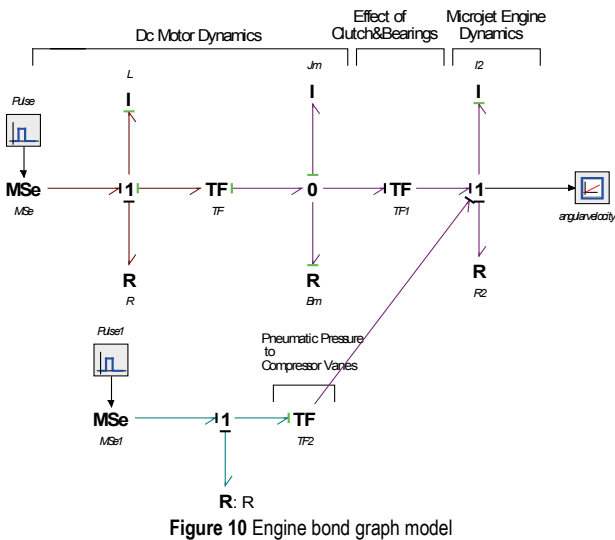 Dc Motor Dynamics
Effect of
Clutch&Bearings
Microjet Engine
Dynamics
L
Jm
I2
I
I
I
Pulse
MSe
1
TF
0
TF
1
MSe
TF
TF1
angularvelocity
R
R
R
R
Bm
R2
Pulse1
Pneumatic Pressure
to
Compressor Vanes
MSe
1
TF
MSe1
TF2
R: R
Figure 10 Engine bond graph model